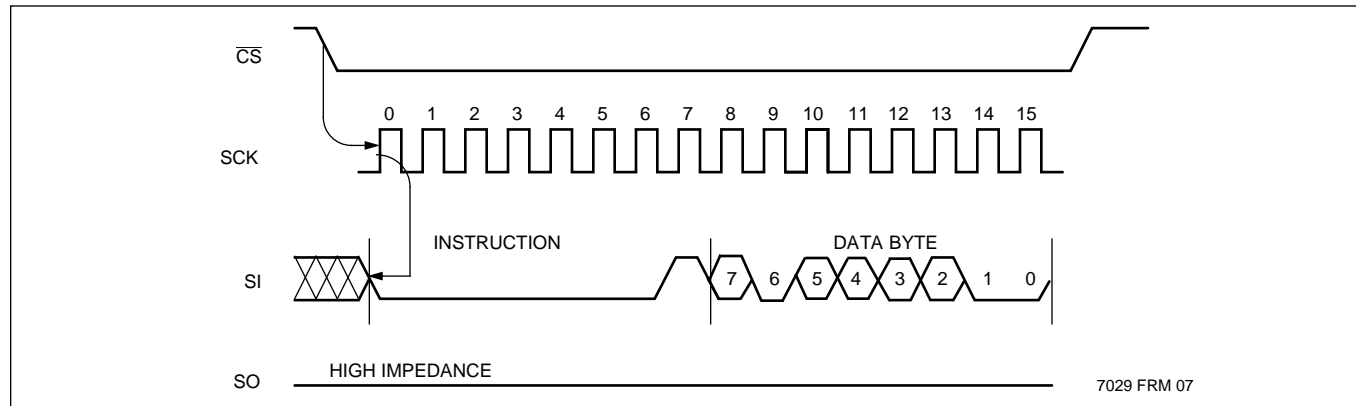 CS
0 1 2 3 4 5 6 7 8 9 10 11 12 13 14 15
SCK
INSTRUCTION DATA BYTE
SI 7 6 5 4 3 2 1 0
HIGH IMPEDANCE
SO
7029 FRM 07